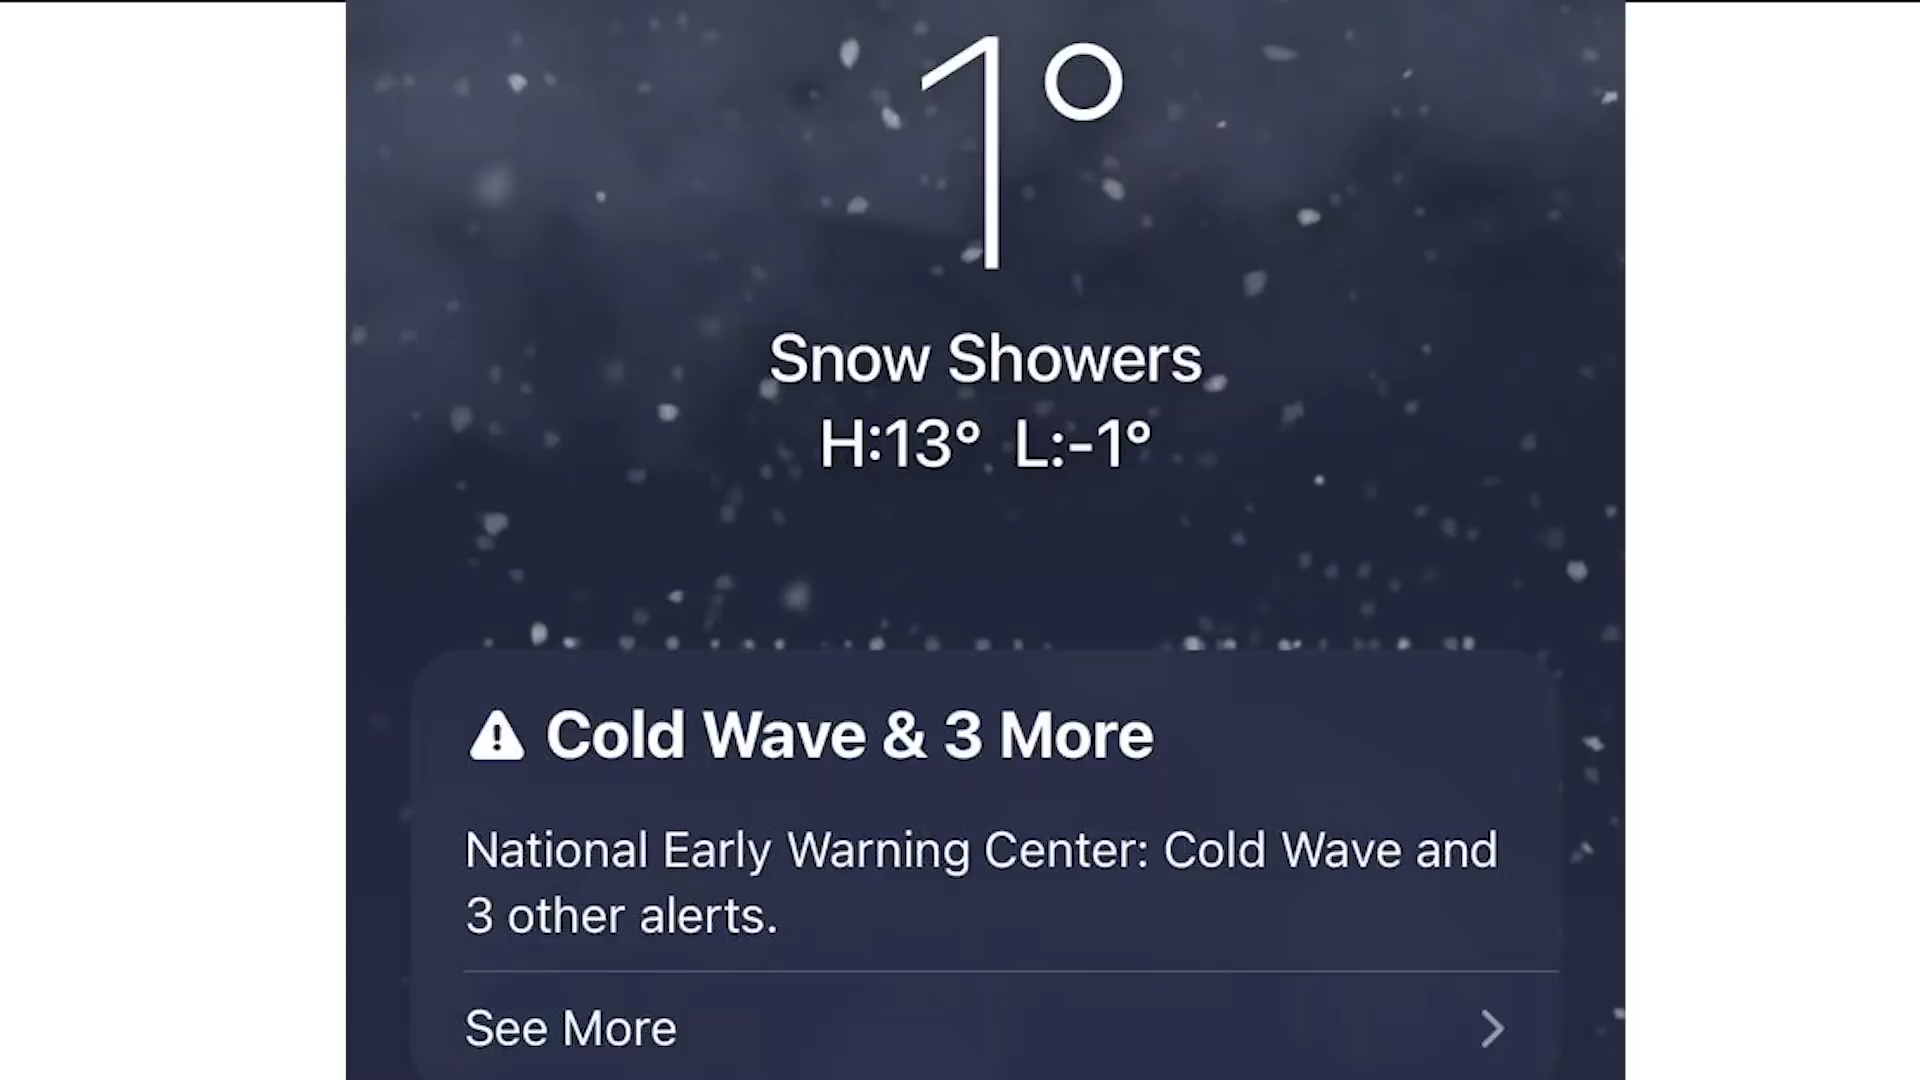 1°
Snow Showers
H:13° L:-1°
Cold Wave & 3 More
National Early Warning Center: Cold Wave and
3 other alerts.
See More